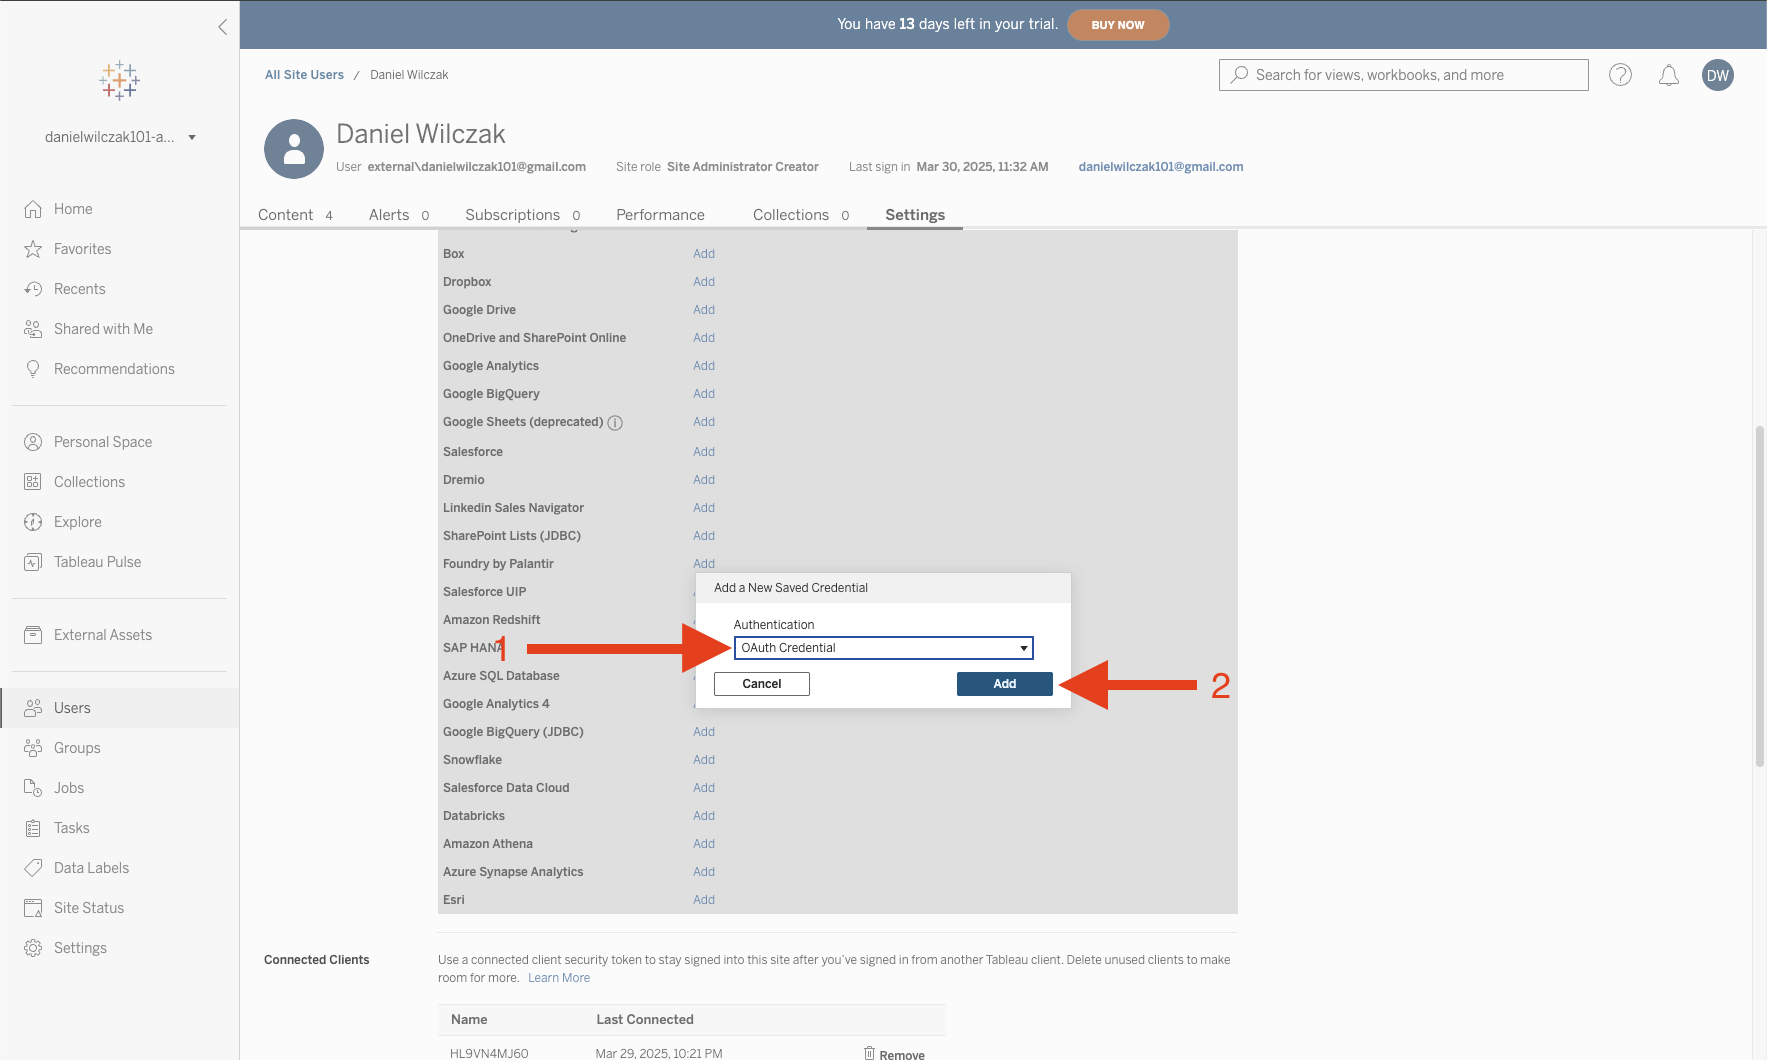 You have 13 days left in your trial. BUY NOW
danielwilczak101-a...
Home
Favorites
Recents
Shared with Me
Recommendations
Personal Space
Collections
Explore
Tableau Pulse
External Assets
Users
Groups
Jobs
Tasks
Data Labels
Site Status
Settings
All Site Users / Daniel Wilczak
Search for views, workbooks, and more
? DW
Daniel Wilczak
User external\danielwilczak101@gmail.com Site role Site Administrator Creator Last sign in Mar 30, 2025, 11:32 AM danielwilczak101@gmail.com
Content 4 Alerts 0 Subscriptions 0 Performance Collections 0 Settings
Box Add
Dropbox Add
Google Drive Add
OneDrive and SharePoint Online Add
Google Analytics Add
Google BigQuery Add
Google Sheets (deprecated) i Add
Salesforce Add
Dremio Add
Linkedin Sales Navigator Add
SharePoint Lists (JDBC) Add
Foundry by Palantir Add
Salesforce UIP
Amazon Redshift
SAP HANA
Azure SQL Database
Google Analytics 4
Google BigQuery (JDBC) Add
Snowflake Add
Salesforce Data Cloud Add
Databricks Add
Amazon Athena Add
Azure Synapse Analytics Add
Esri Add
Add a New Saved Credential
Authentication
1
OAuth Credential
Cancel Add
2
Connected Clients
Use a connected client security token to stay signed into this site after you've signed in from another Tableau client. Delete unused clients to make
room for more. Learn More
Name Last Connected
HL9VN4MJ60 Mar 29, 2025, 10:21 PM Remove